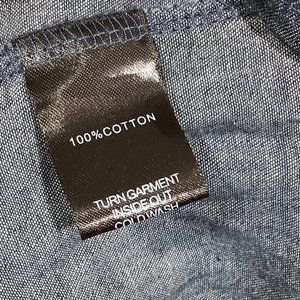 100%COTTON
TURN GARMENT
INSIDE OUT
COLD WASH